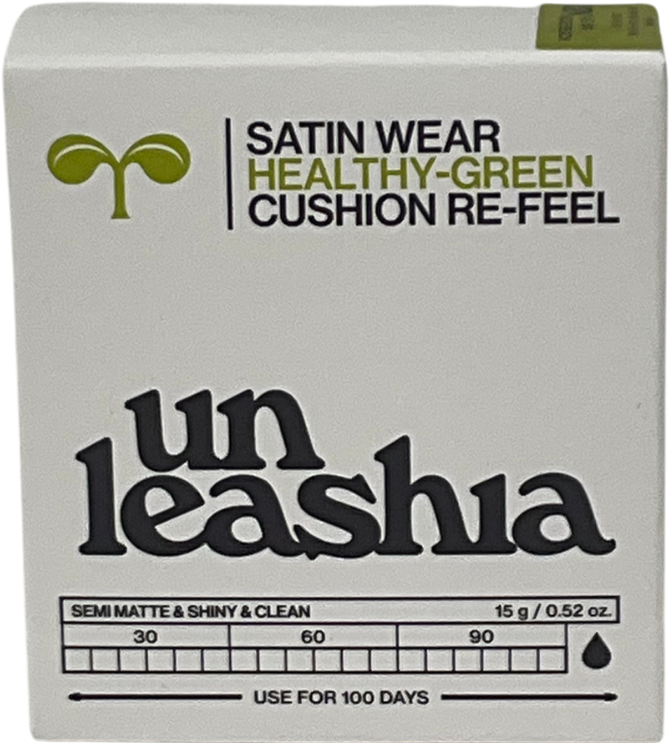 SATIN WEAR
HEALTHY-GREEN
CUSHION RE-FEEL
un
leashia
SEMI MATTE & SHINY & CLEAN 15 g / 0.52 oz.
30 60 90
USE FOR 100 DAYS